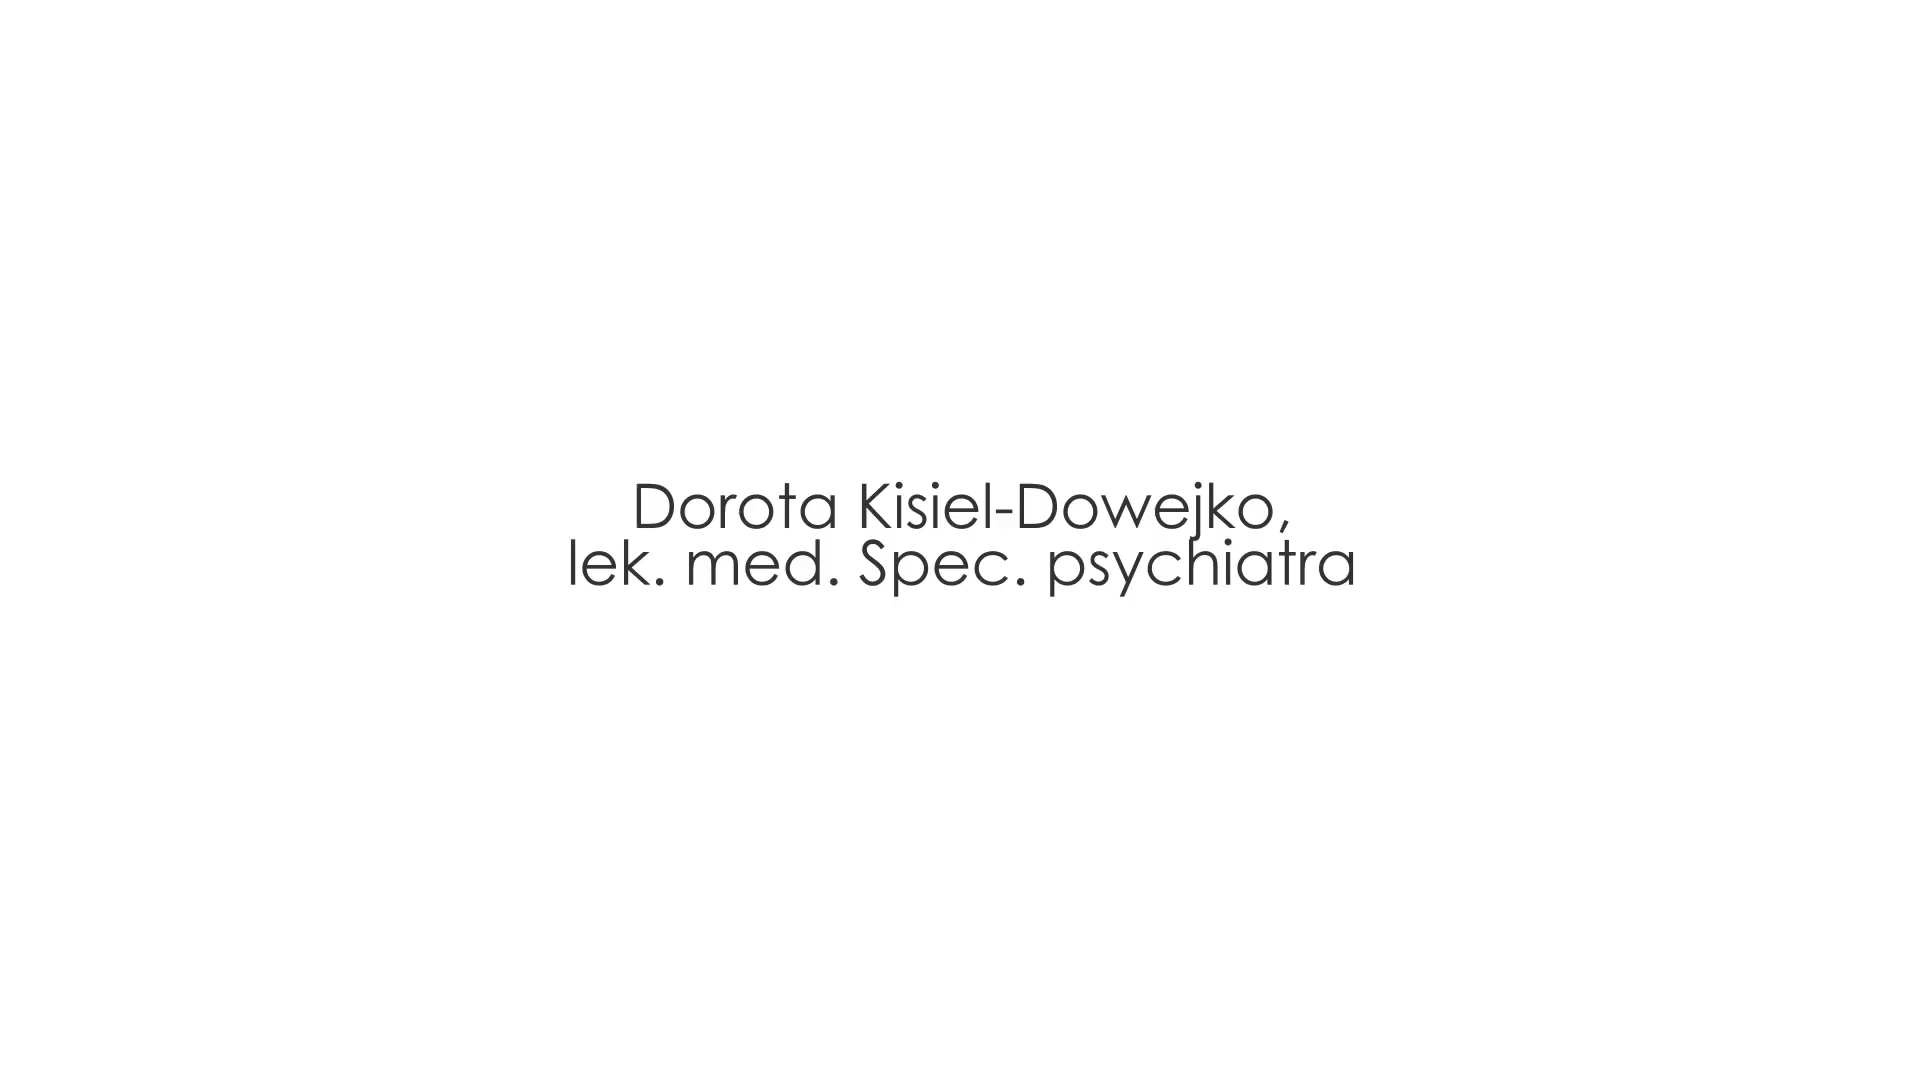 Dorota Kisiel-Dowejko,
lek. med. Spec. psychiatra